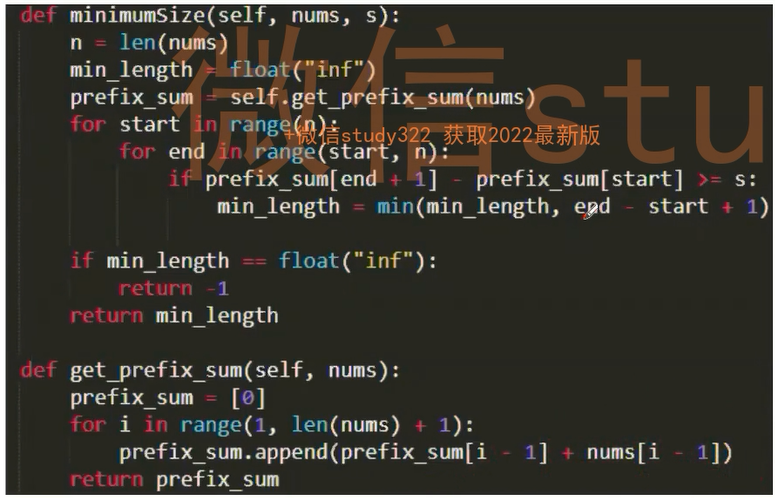 def minimumSize(self, nums, s):
    n = len(nums)
    min_length = float("inf")
    prefix_sum = self.get_prefix_sum(nums)
    for start in range(n):
+微信study322 获取2022最新版
微信stu
        for end in range(start, n):
            if prefix_sum[end + 1] - prefix_sum[start] >= s:
                min_length = min(min_length, end - start + 1)
    if min_length == float("inf"):
        return -1
    return min_length
def get_prefix_sum(self, nums):
    prefix_sum = [0]
    for i in range(1, len(nums) + 1):
        prefix_sum.append(prefix_sum[i - 1] + nums[i - 1])
    return prefix_sum